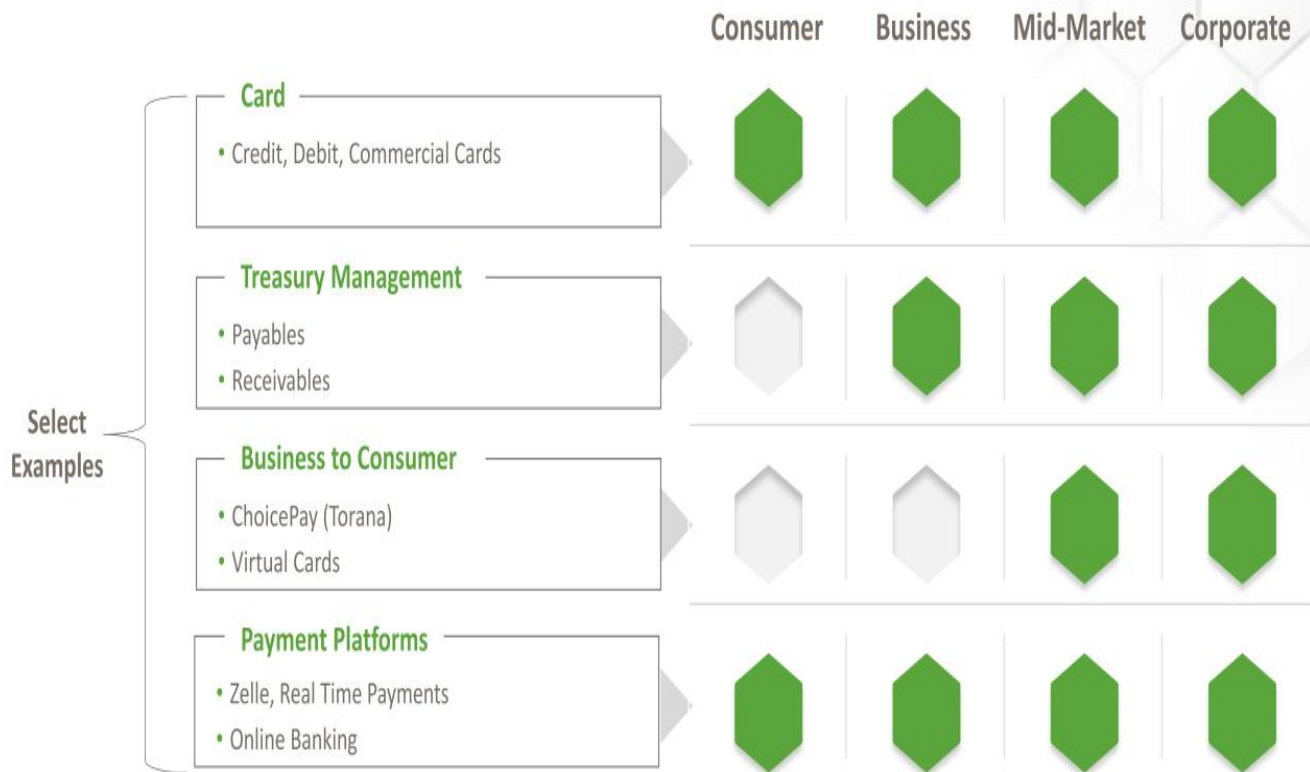 Consumer Business Mid-Market Corporate
Select
Examples
Card
• Credit, Debit, Commercial Cards
Treasury Management
• Payables
• Receivables
Business to Consumer
• ChoicePay (Torana)
• Virtual Cards
Payment Platforms
• Zelle, Real Time Payments
• Online Banking